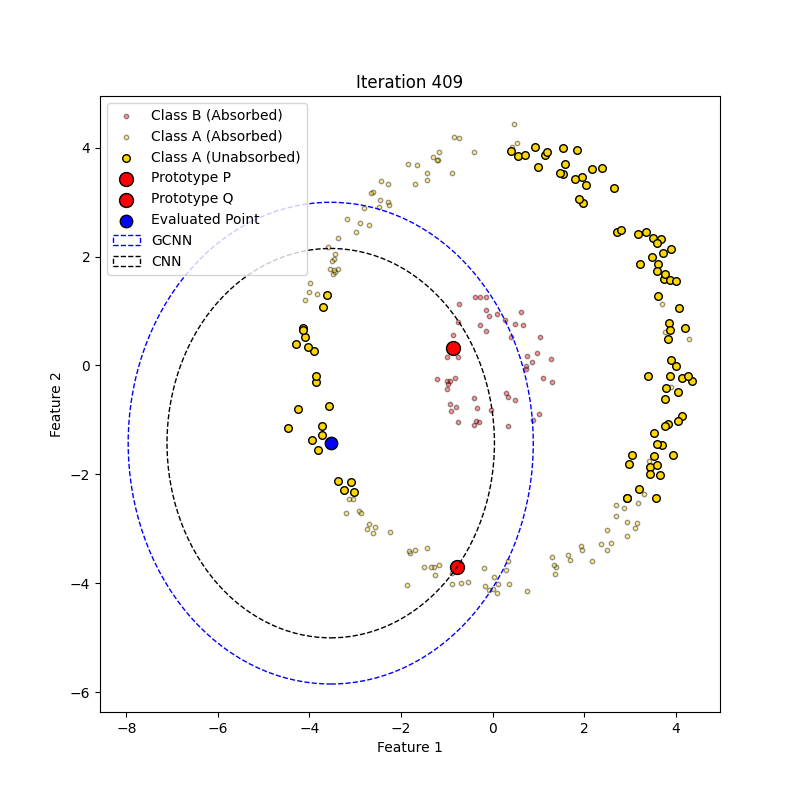 Iteration 409
Class B (Absorbed)
Class A (Absorbed)
Class A (Unabsorbed)
Prototype P
Prototype Q
Evaluated Point
GCNN
CNN
4
2
0
−2
−4
−6
Feature 2
−8 −6 −4 −2 0 2 4
Feature 1